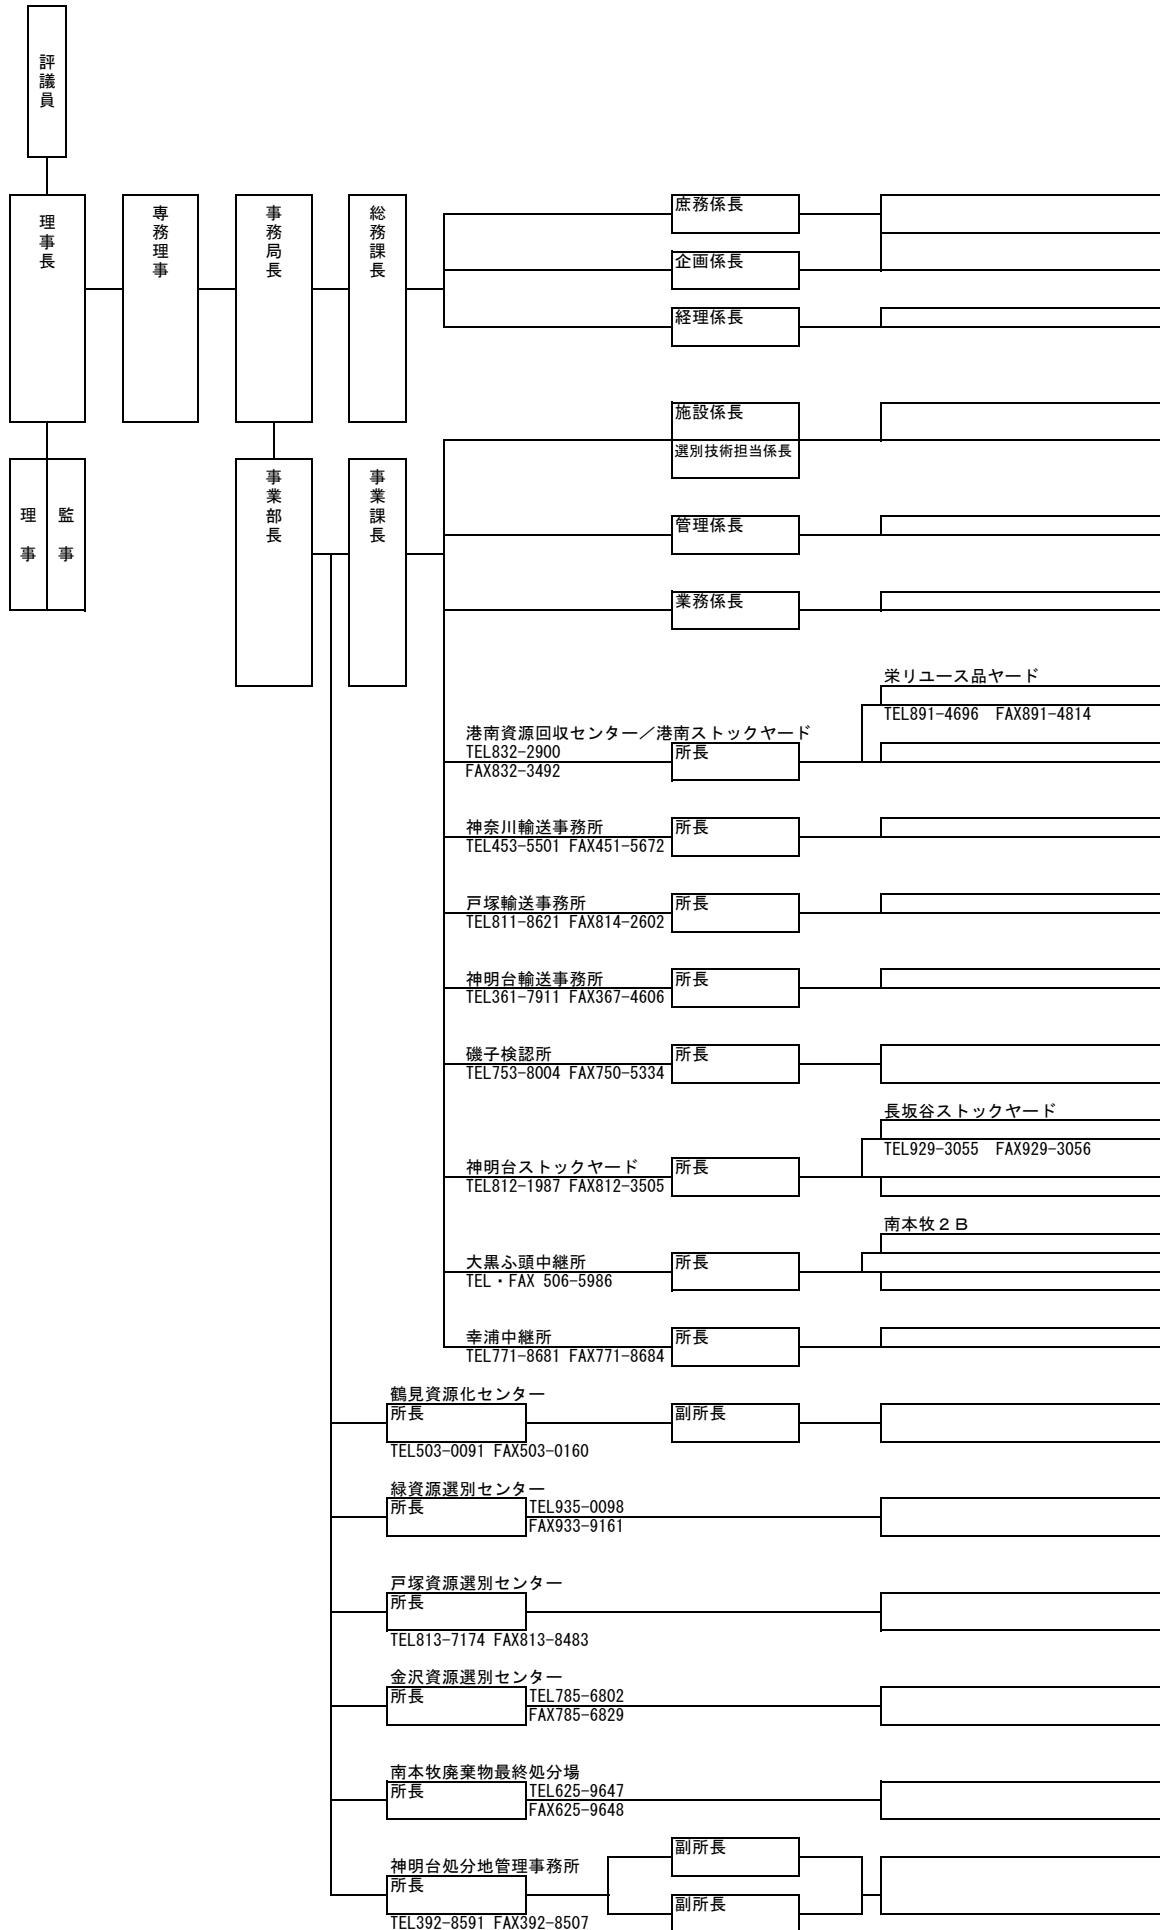 評議員
理事長
専務理事
事務局長
総務課長
庶務係長
企画係長
経理係長
理事
監事
事業部長
事業課長
施設係長
選別技術担当係長
管理係長
業務係長
栄リユース品ヤード
TEL891-4696 FAX891-4814
港南資源回収センター／港南ストックヤード
TEL832-2900
FAX832-3492
所長
神奈川輸送事務所
TEL453-5501 FAX451-5672
所長
戸塚輸送事務所
TEL811-8621 FAX814-2602
所長
神明台輸送事務所
TEL361-7911 FAX367-4606
所長
磯子検認所
TEL753-8004 FAX750-5334
所長
長坂谷ストックヤード
TEL929-3055 FAX929-3056
神明台ストックヤード
TEL812-1987 FAX812-3505
所長
南本牧２Ｂ
大黒ふ頭中継所
TEL・FAX 506-5986
所長
幸浦中継所
TEL771-8681 FAX771-8684
所長
鶴見資源化センター
所長
TEL503-0091 FAX503-0160
副所長
緑資源選別センター
所長
TEL935-0098
FAX933-9161
戸塚資源選別センター
所長
TEL813-7174 FAX813-8483
金沢資源選別センター
所長
TEL785-6802
FAX785-6829
南本牧廃棄物最終処分場
所長
TEL625-9647
FAX625-9648
神明台処分地管理事務所
所長
TEL392-8591 FAX392-8507
副所長
副所長